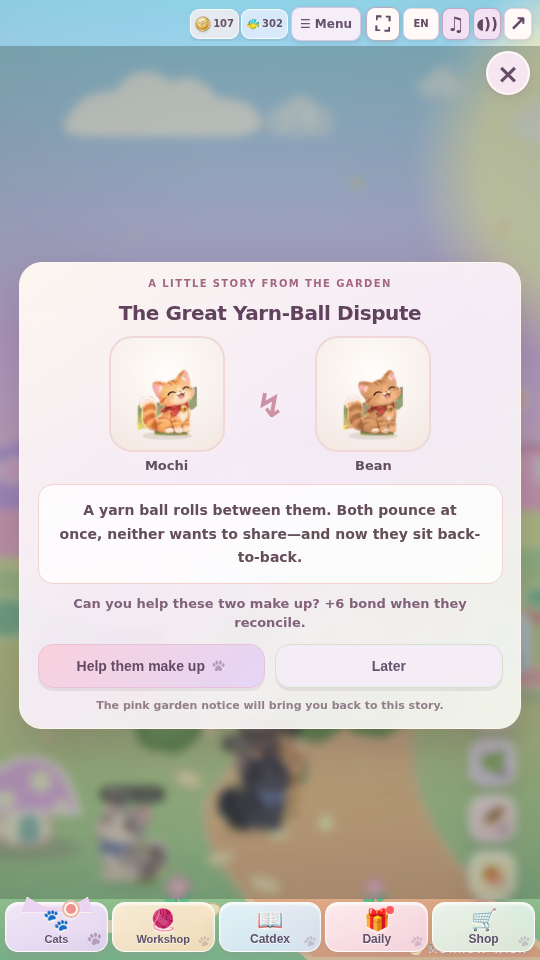 107
302
☰ Menu
EN
A LITTLE STORY FROM THE GARDEN
The Great Yarn-Ball Dispute
Mochi
Bean
A yarn ball rolls between them. Both pounce at
once, neither wants to share—and now they sit back-
to-back.
Can you help these two make up? +6 bond when they
reconcile.
Help them make up
Later
The pink garden notice will bring you back to this story.
Cats
Workshop
Catdex
Daily
Shop